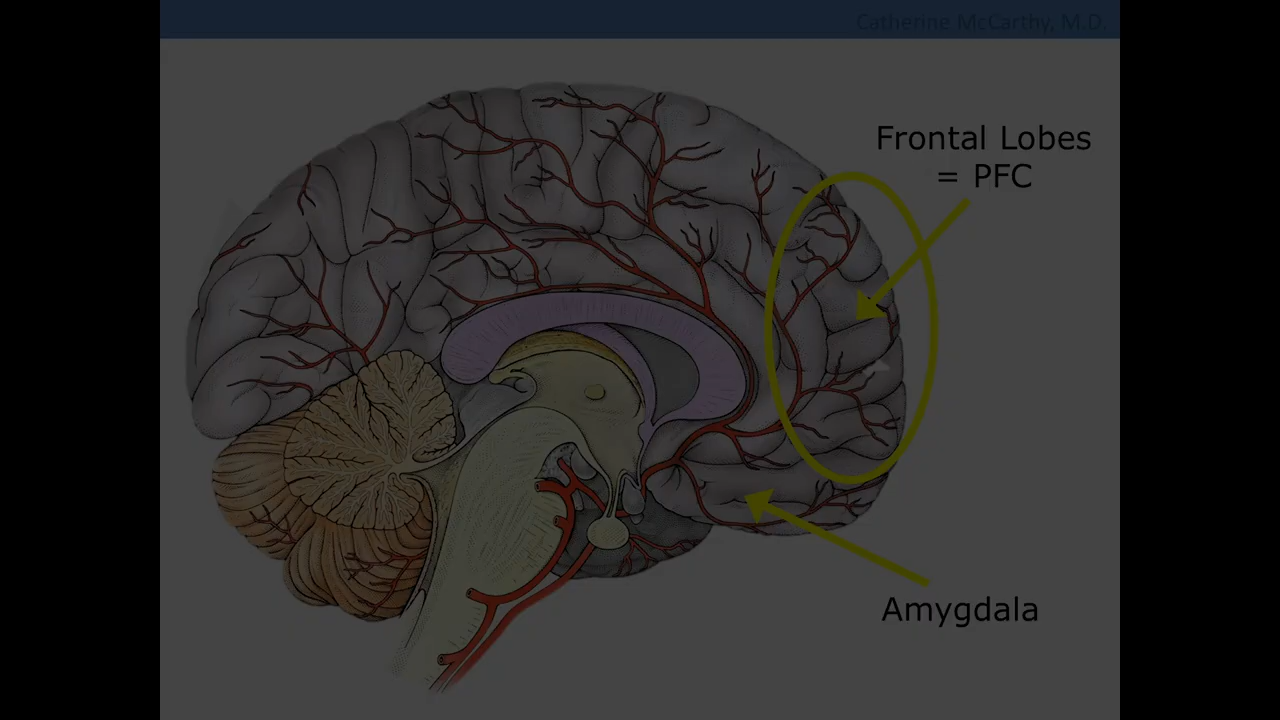 Catherine McCarthy, M.D.
Frontal Lobes
= PFC
Amygdala